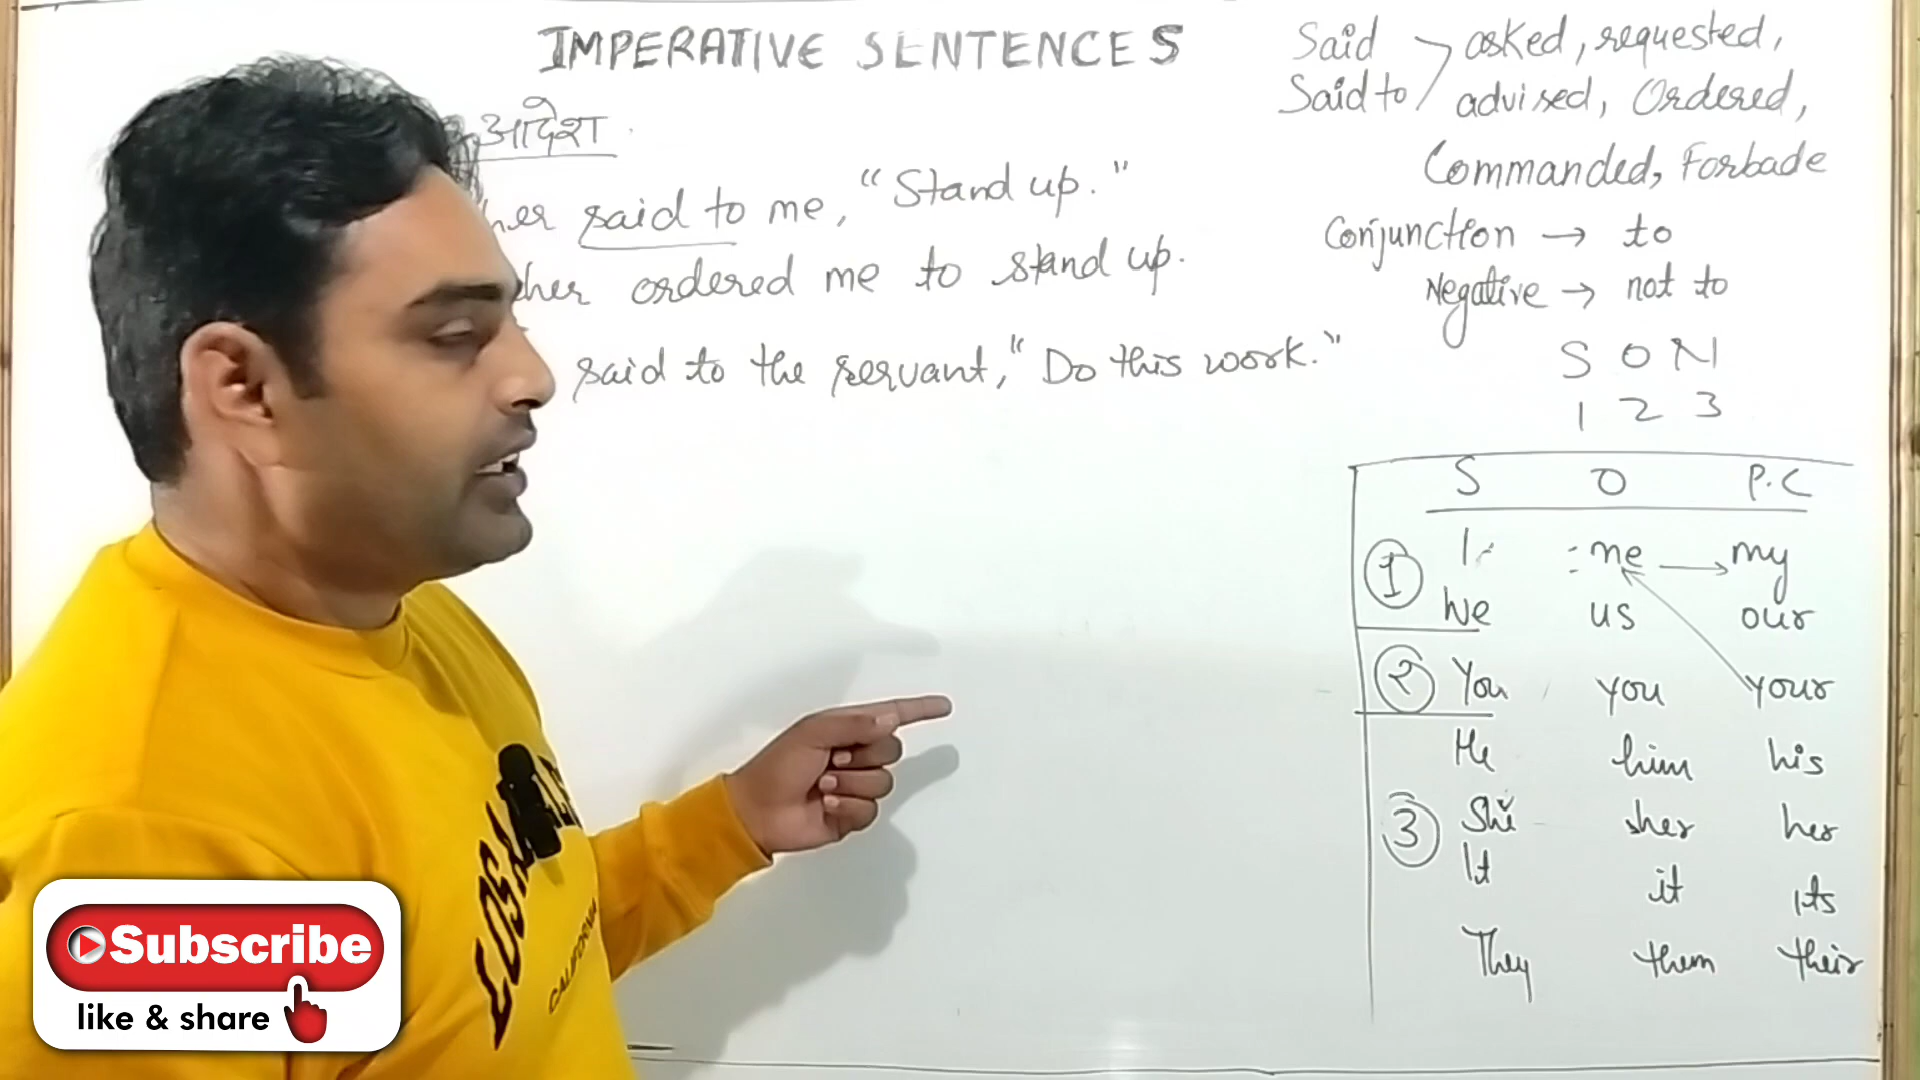 IMPERATIVE SENTENCES
आदेश
her said to me, "Stand up."
her ordered me to stand up.
said to the servant, "Do this work."
Said
Said to
asked, requested,
advised, Ordered,
Commanded, Forbade
Conjunction → to
Negative → not to
S O N
1 2 3
S O P.C
1 I me → my
We us our
2 You you your
He him his
3 She her her
It it its
They them their
CALIFORNIA
Subscribe
like & share